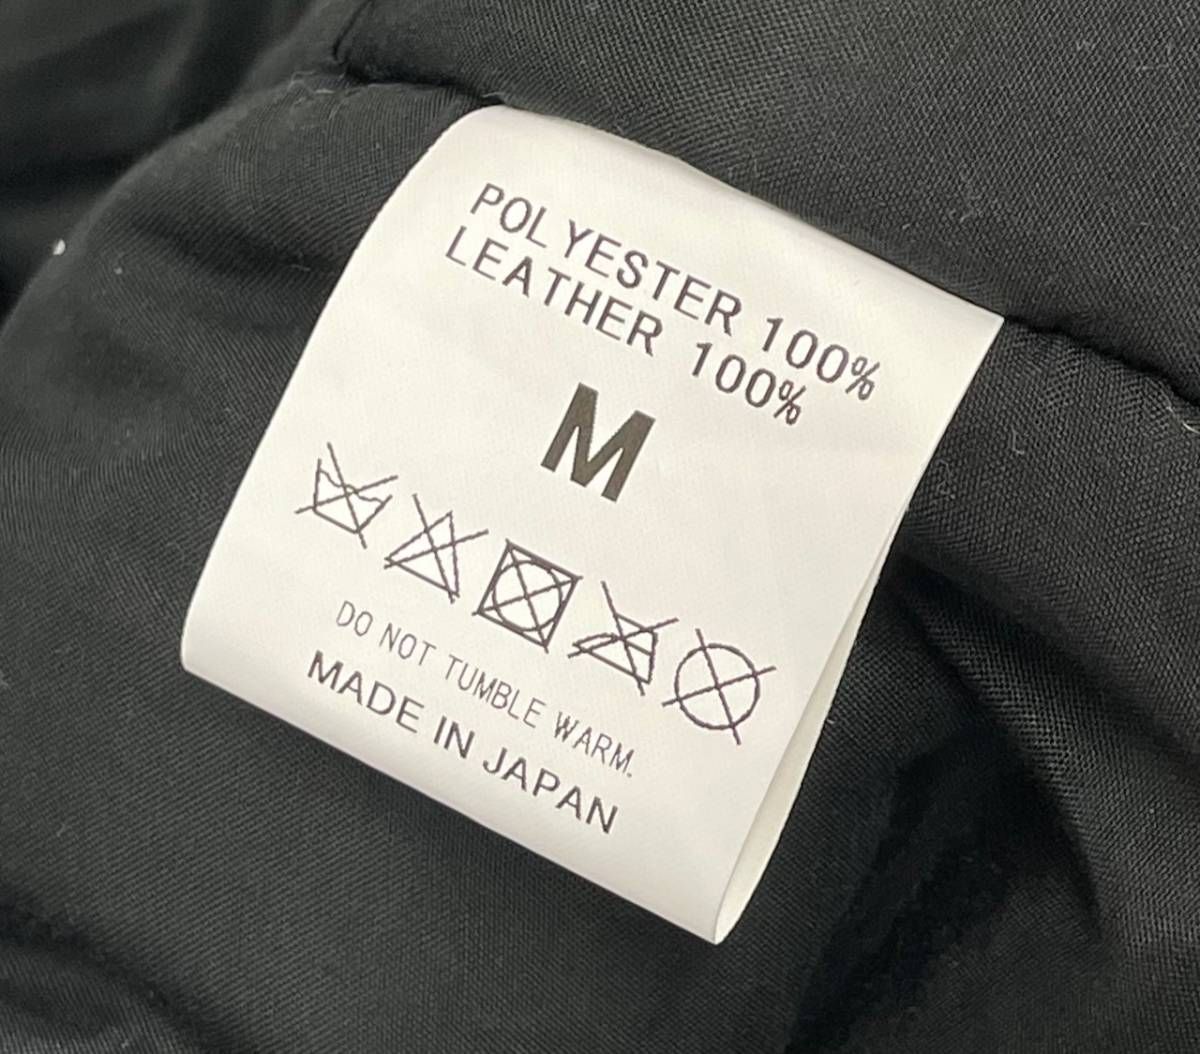 POLYESTER 100%
LEATHER 100%
M
DO NOT TUMBLE WARM.
MADE IN JAPAN